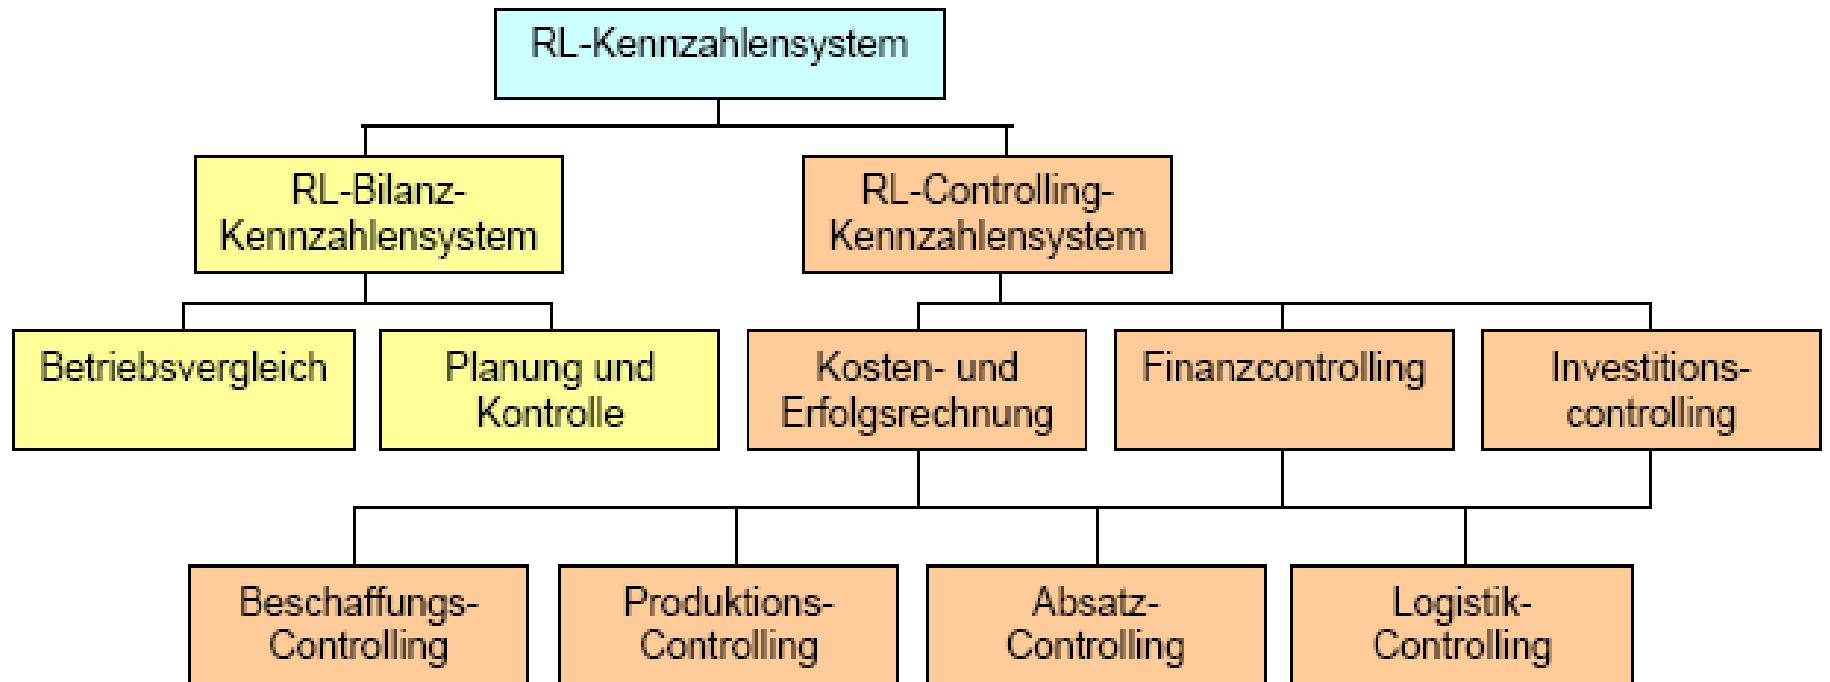 RL-Kennzahlensystem
RL-Bilanz-
Kennzahlensystem
RL-Controlling-
Kennzahlensystem
Betriebsvergleich
Planung und
Kontrolle
Kosten- und
Erfolgsrechnung
Finanzcontrolling
Investitions-
controlling
Beschaffungs-
Controlling
Produktions-
Controlling
Absatz-
Controlling
Logistik-
Controlling